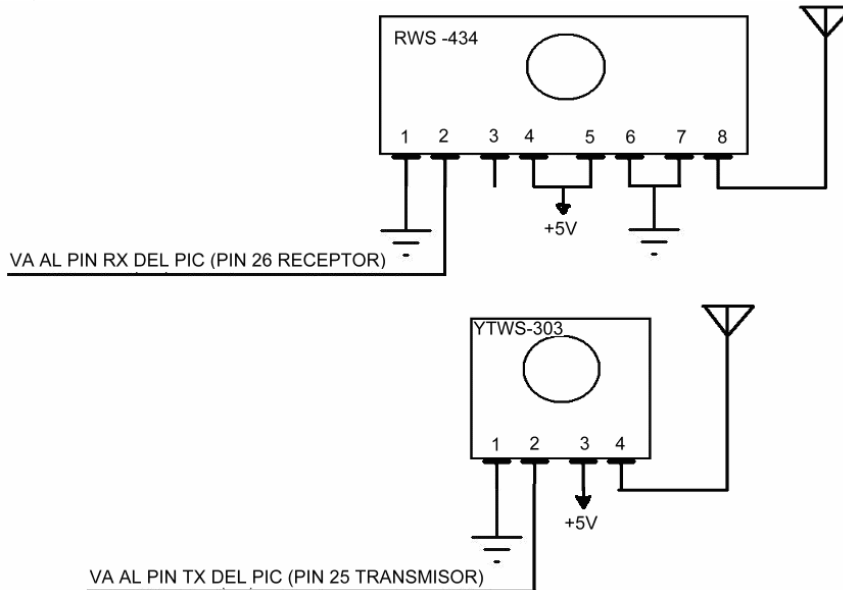 RWS -434
1 2 3 4 5 6 7 8
+5V
VA AL PIN RX DEL PIC (PIN 26 RECEPTOR)
YTWS-303
1 2 3 4
+5V
VA AL PIN TX DEL PIC (PIN 25 TRANSMISOR)